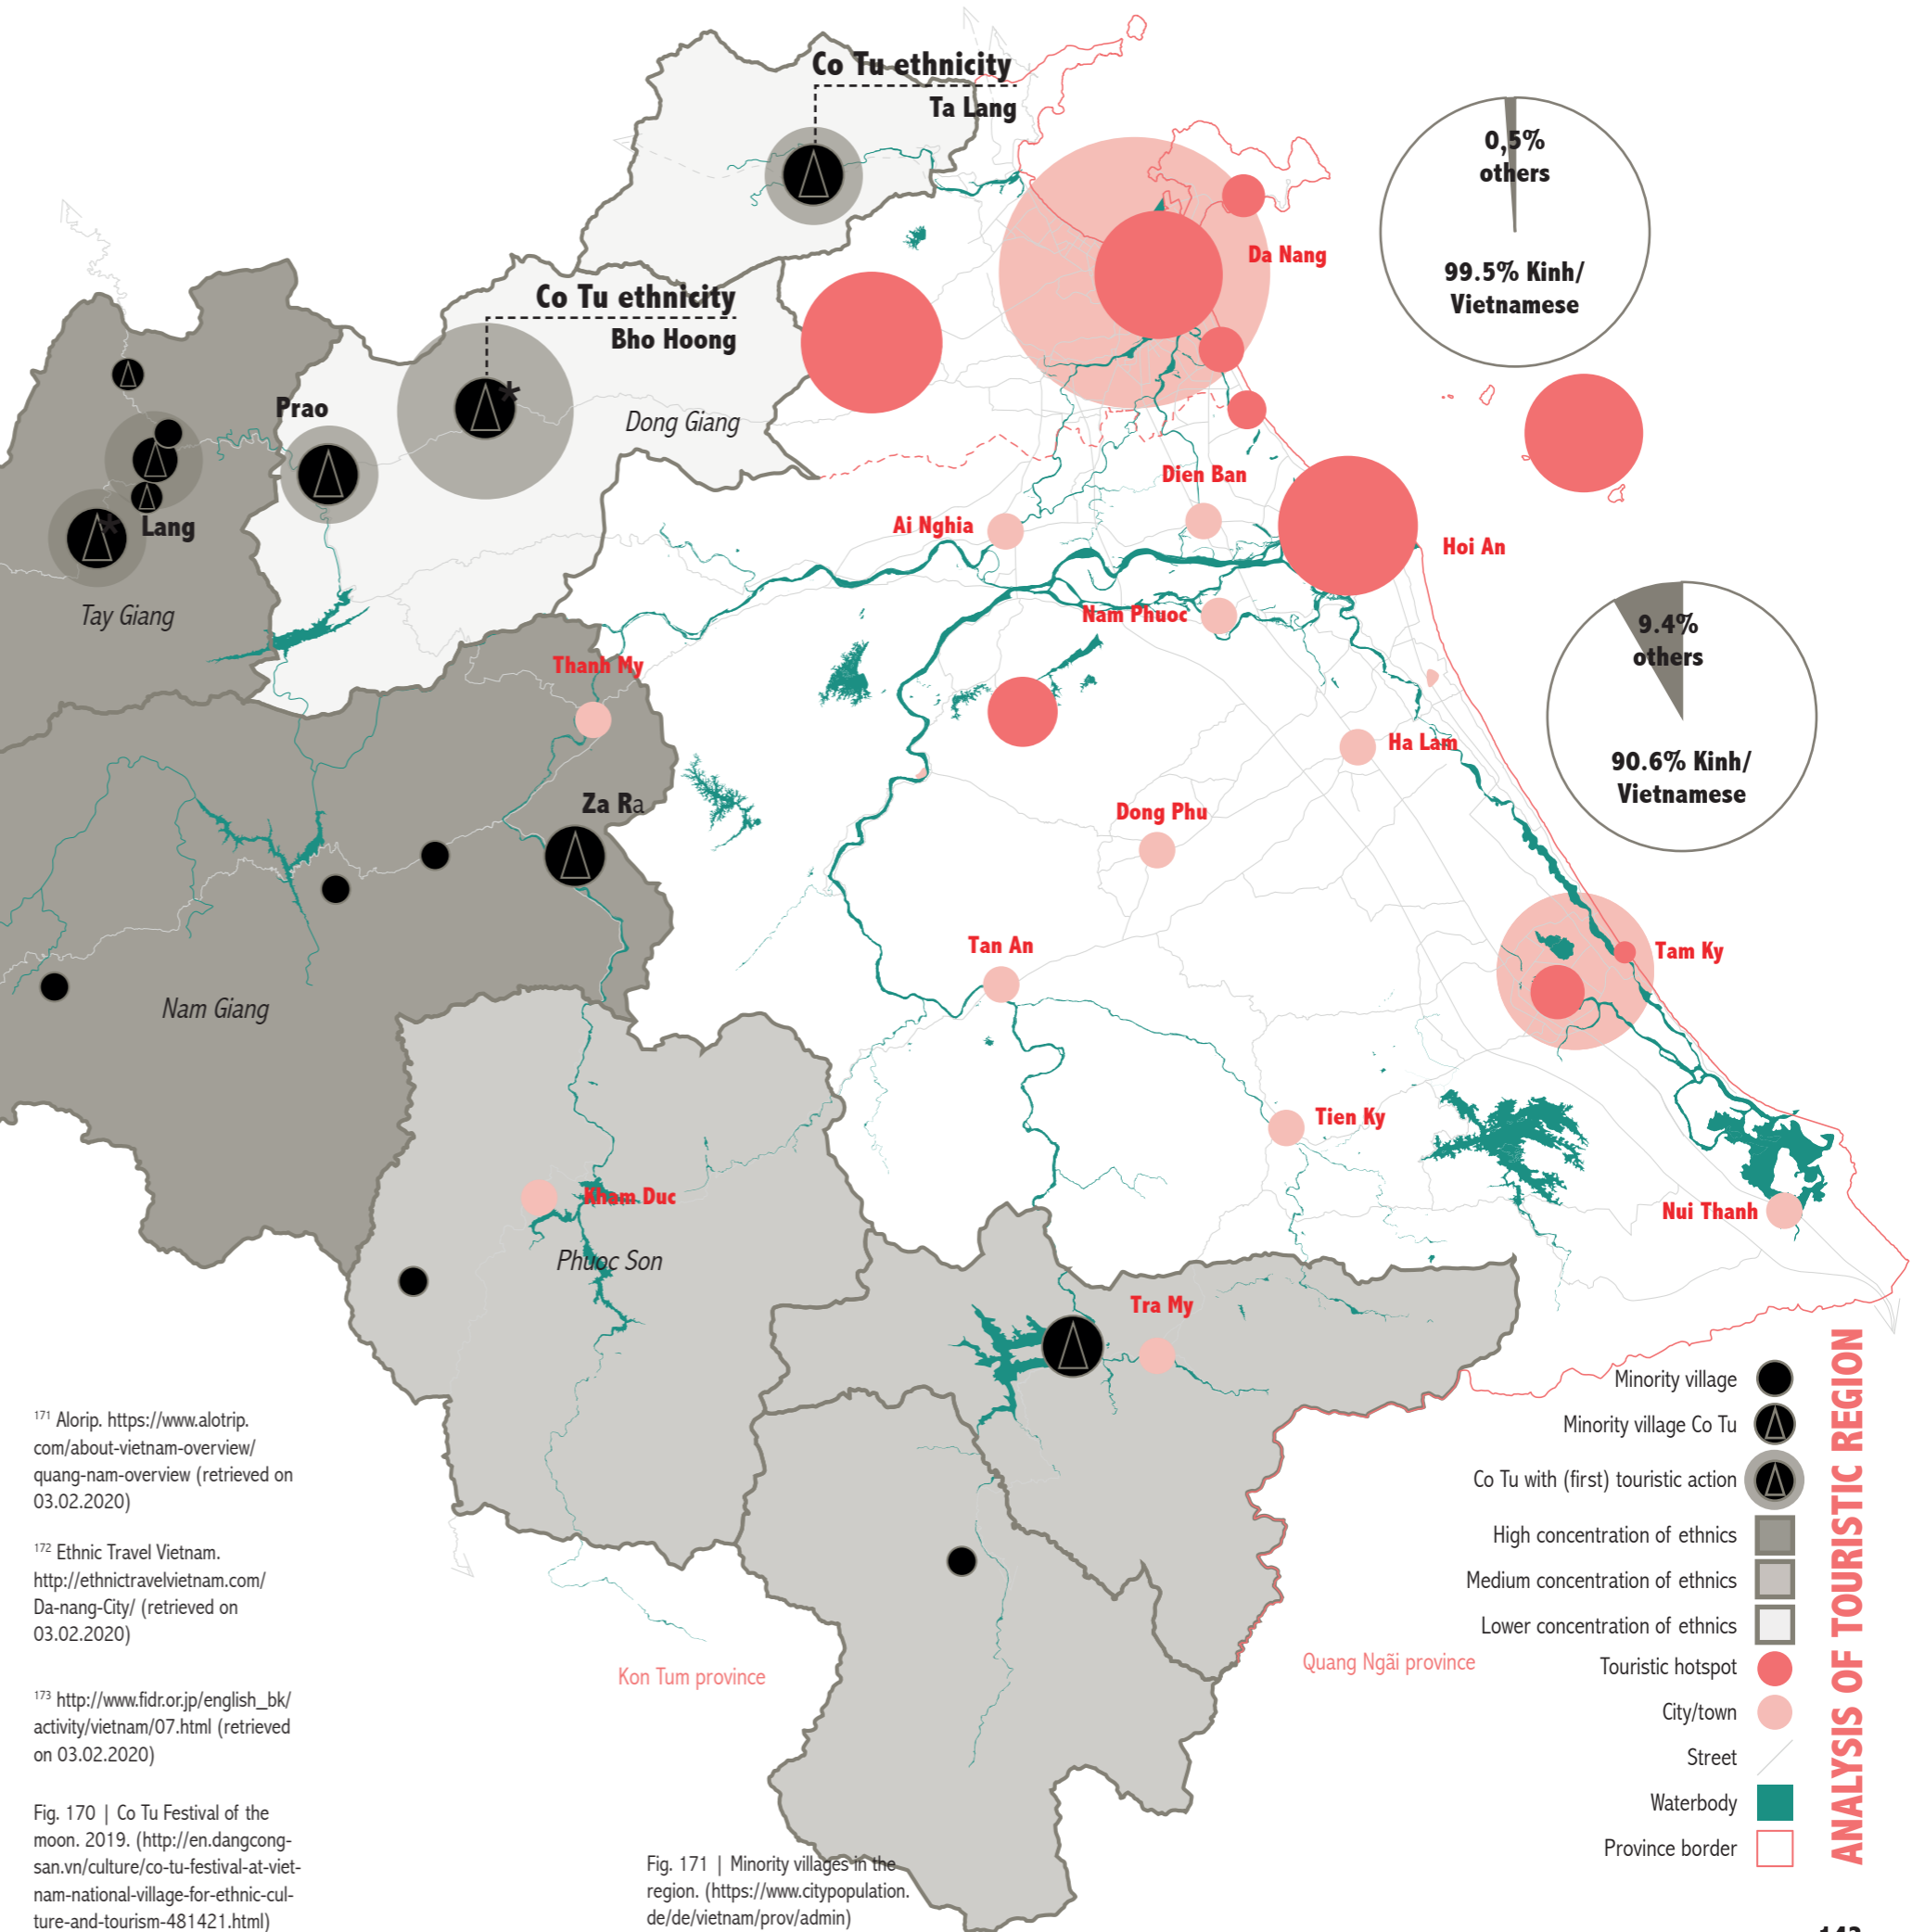 Co Tu ethnicity
Ta Lang
0,5%
others
99.5% Kinh/
Vietnamese
Da Nang
Co Tu ethnicity
Bho Hoong
*
Prao
Dong Giang
*
Lang
Tay Giang
Dien Ban
Ai Nghia
Hoi An
Nam Phuoc
9.4%
others
90.6% Kinh/
Vietnamese
Thanh My
Ha Lam
Za Ra
Dong Phu
Tan An
Tam Ky
Nam Giang
Tien Ky
Kham Duc
Nui Thanh
Phuoc Son
Tra My
Kon Tum province
Quang Ngãi province
Minority village
Minority village Co Tu
Co Tu with (first) touristic action
High concentration of ethnics
Medium concentration of ethnics
Lower concentration of ethnics
Touristic hotspot
City/town
Street
Waterbody
Province border
ANALYSIS OF TOURISTIC REGION
171 Alorip. https://www.alotrip.
com/about-vietnam-overview/
quang-nam-overview (retrieved on
03.02.2020)
172 Ethnic Travel Vietnam.
http://ethnictravelvietnam.com/
Da-nang-City/ (retrieved on
03.02.2020)
173 http://www.fidr.or.jp/english_bk/
activity/vietnam/07.html (retrieved
on 03.02.2020)
Fig. 170 | Co Tu Festival of the
moon. 2019. (http://en.dangcong-
san.vn/culture/co-tu-festival-at-viet-
nam-national-village-for-ethnic-cul-
ture-and-tourism-481421.html)
Fig. 171 | Minority villages in the
region. (https://www.citypopulation.
de/de/vietnam/prov/admin)